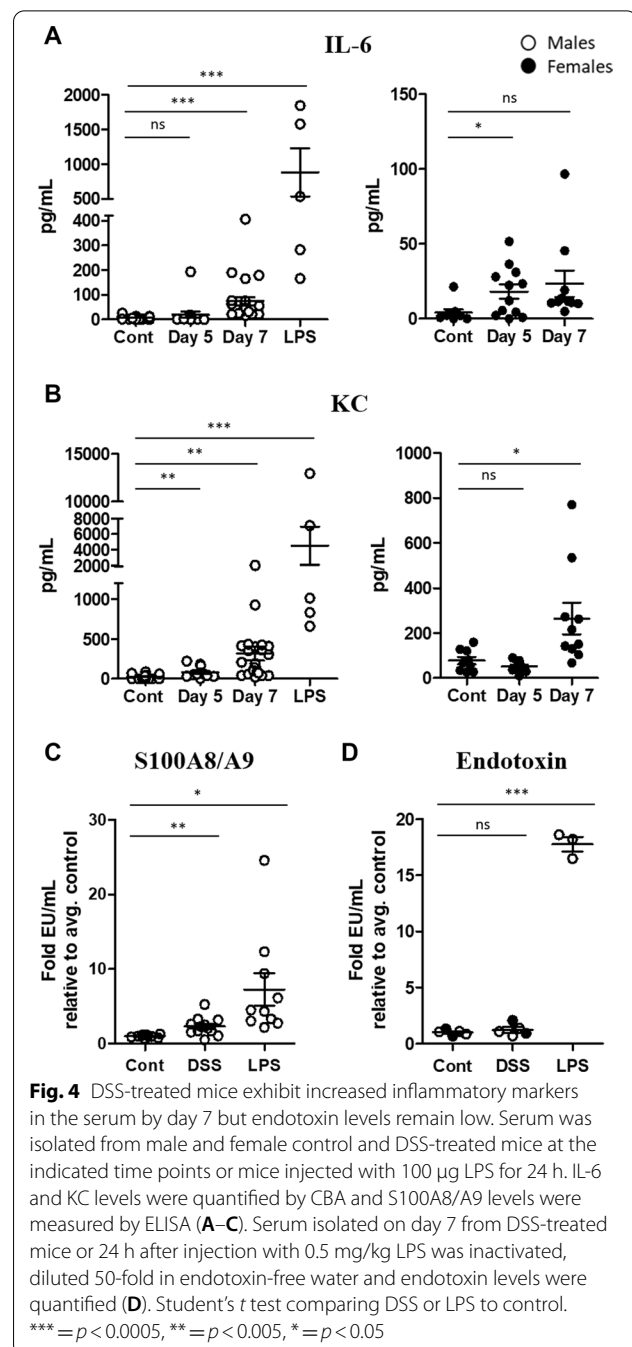 A
IL-6
Males
Females
***
***
ns
2000
1500
1000
500
400
300
200
100
0
pg/mL
Cont Day 5 Day 7 LPS
ns
*
150
100
50
0
pg/mL
Cont Day 5 Day 7
B
KC
***
**
**
15000
10000
8000
6000
4000
2000
1000
500
0
pg/mL
Cont Day 5 Day 7 LPS
*
ns
1000
800
600
400
200
0
pg/mL
Cont Day 5 Day 7
C
S100A8/A9
*
**
30
20
10
0
Fold EU/mL
relative to avg. control
Cont DSS LPS
D
Endotoxin
***
ns
20
15
10
5
0
Fold EU/mL
relative to avg. control
Cont DSS LPS
Fig. 4 DSS-treated mice exhibit increased inflammatory markers
in the serum by day 7 but endotoxin levels remain low. Serum was
isolated from male and female control and DSS-treated mice at the
indicated time points or mice injected with 100 µg LPS for 24 h. IL-6
and KC levels were quantified by CBA and S100A8/A9 levels were
measured by ELISA (A–C). Serum isolated on day 7 from DSS-treated
mice or 24 h after injection with 0.5 mg/kg LPS was inactivated,
diluted 50-fold in endotoxin-free water and endotoxin levels were
quantified (D). Student's t test comparing DSS or LPS to control.
*** = p < 0.0005, ** = p < 0.005, * = p < 0.05